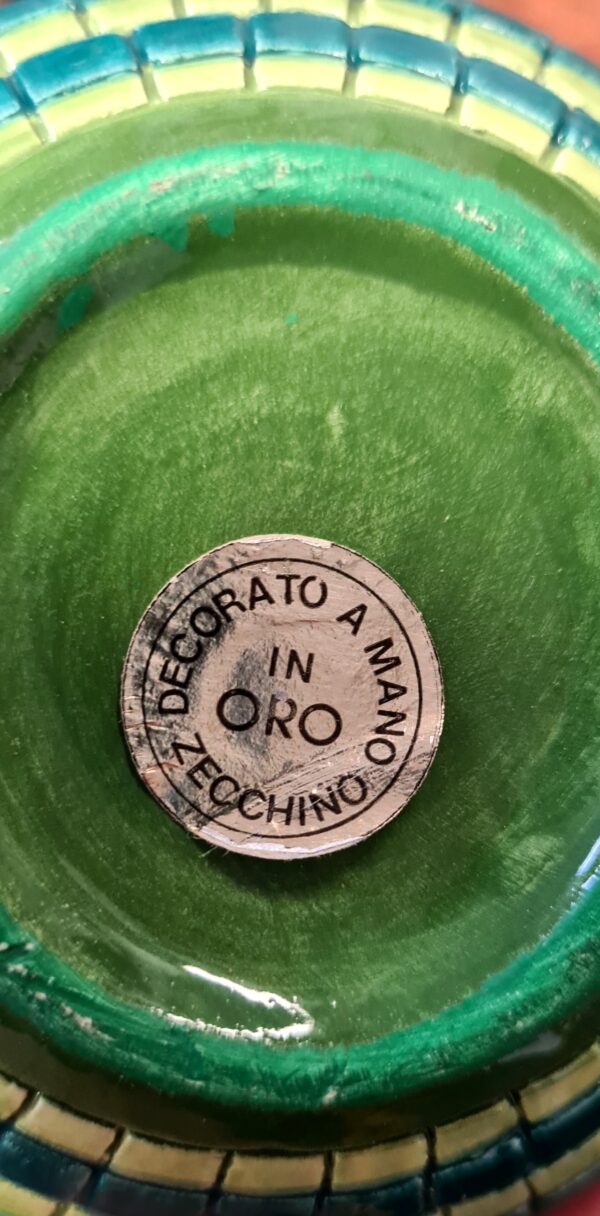 DECORATO A MANO
IN
ORO
ZECCHINO